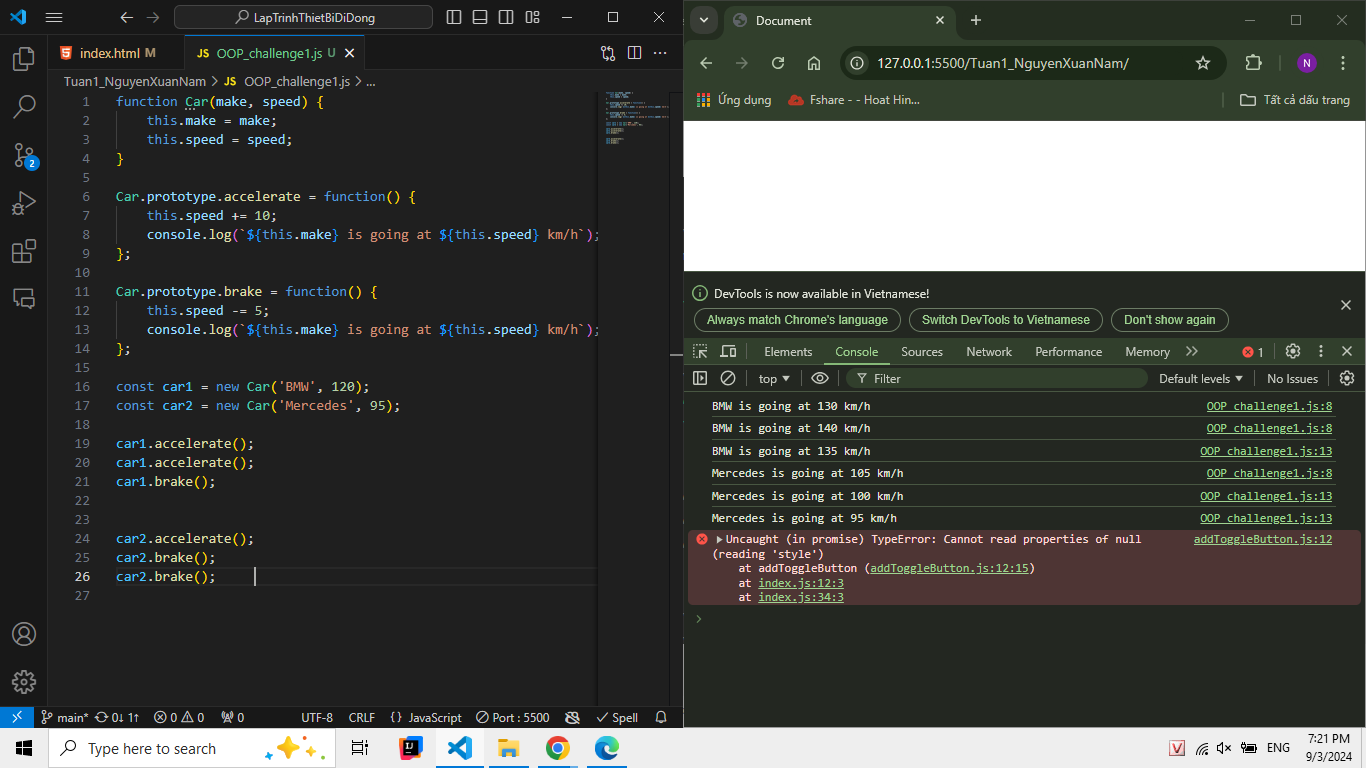 LapTrinhThietBiDiDong
index.html M
JS OOP_challenge1.js U
Tuan1_NguyenXuanNam > JS OOP_challenge1.js > ...
1 function Car(make, speed) {
2 this.make = make;
3 this.speed = speed;
4 }
5
6 Car.prototype.accelerate = function() {
7 this.speed += 10;
8 console.log(`${this.make} is going at ${this.speed} km/h`);
9 };
10
11 Car.prototype.brake = function() {
12 this.speed -= 5;
13 console.log(`${this.make} is going at ${this.speed} km/h`);
14 };
15
16 const car1 = new Car('BMW', 120);
17 const car2 = new Car('Mercedes', 95);
18
19 car1.accelerate();
20 car1.accelerate();
21 car1.brake();
22
23
24 car2.accelerate();
25 car2.brake();
26 car2.brake();
27
2
main* 0↓ 1↑ 0 0 0 UTF-8 CRLF {} JavaScript Port : 5500 Spell
Document
127.0.0.1:5500/Tuan1_NguyenXuanNam/
N
Ứng dụng Fshare - - Hoat Hin... Tất cả dấu trang
DevTools is now available in Vietnamese!
Always match Chrome's language Switch DevTools to Vietnamese Don't show again
Elements Console Sources Network Performance Memory 1
top Filter Default levels No Issues
BMW is going at 130 km/h OOP_challenge1.js:8
BMW is going at 140 km/h OOP_challenge1.js:8
BMW is going at 135 km/h OOP_challenge1.js:13
Mercedes is going at 105 km/h OOP_challenge1.js:8
Mercedes is going at 100 km/h OOP_challenge1.js:13
Mercedes is going at 95 km/h OOP_challenge1.js:13
Uncaught (in promise) TypeError: Cannot read properties of null addToggleButton.js:12
(reading 'style')
at addToggleButton (addToggleButton.js:12:15)
at index.js:12:3
at index.js:34:3
Type here to search
ENG
7:21 PM
9/3/2024